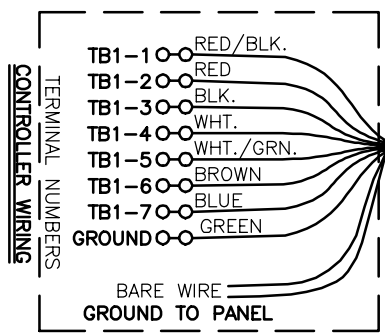 CONTROLLER WIRING
TERMINAL NUMBERS
TB1-1 RED/BLK.
TB1-2 RED
TB1-3 BLK.
TB1-4 WHT.
TB1-5 WHT./GRN.
TB1-6 BROWN
TB1-7 BLUE
GROUND GREEN
BARE WIRE
GROUND TO PANEL